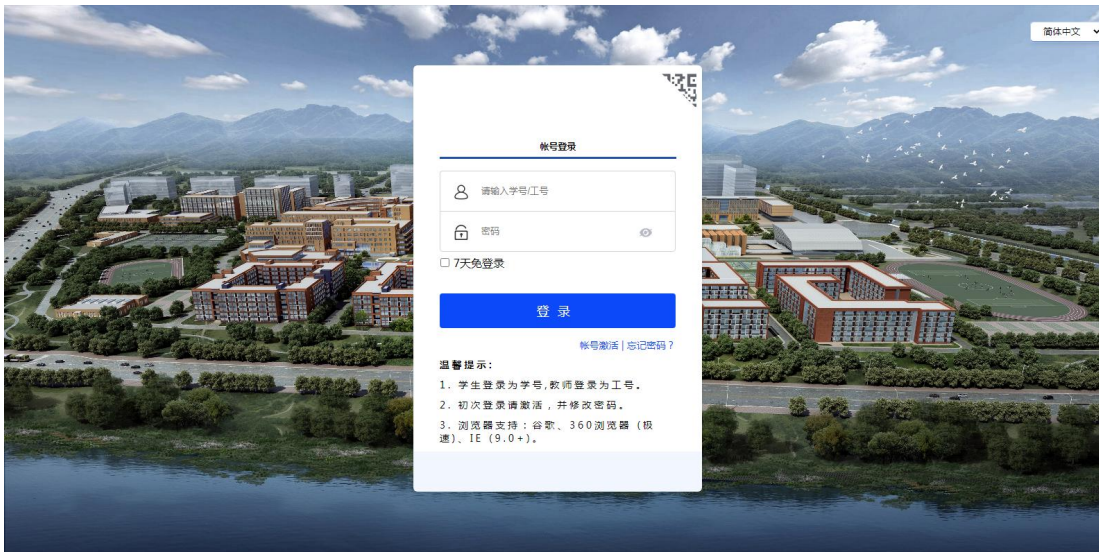 简体中文
帐号登录
请输入学号/工号
密码
7天免登录
登 录
帐号激活 | 忘记密码?
温馨提示:
1. 学生登录为学号,教师登录为工号。
2. 初次登录请激活,并修改密码。
3. 浏览器支持:谷歌、360浏览器 (极
速)、IE (9.0+)。